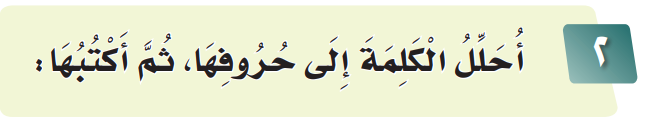 ٢
أُحَلِّلُ الْكَلِمَةَ إِلَى حُرُوفِهَا، ثُمَّ أَكْتُبُهَا: